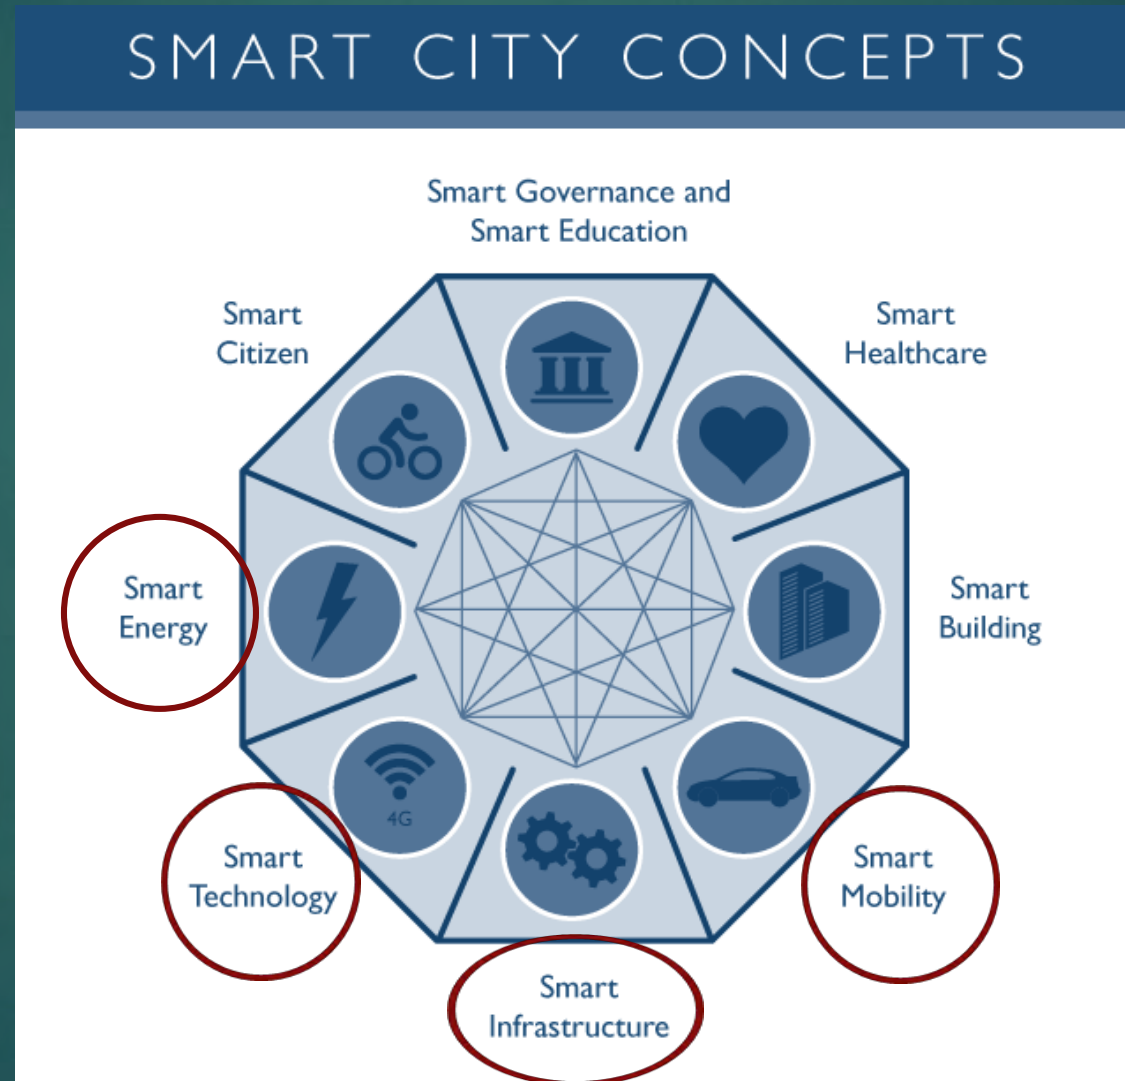 SMART CITY CONCEPTS
Smart Governance and
Smart Education
Smart
Citizen
Smart
Healthcare
Smart
Energy
Smart
Building
4G
Smart
Technology
Smart
Mobility
Smart
Infrastructure